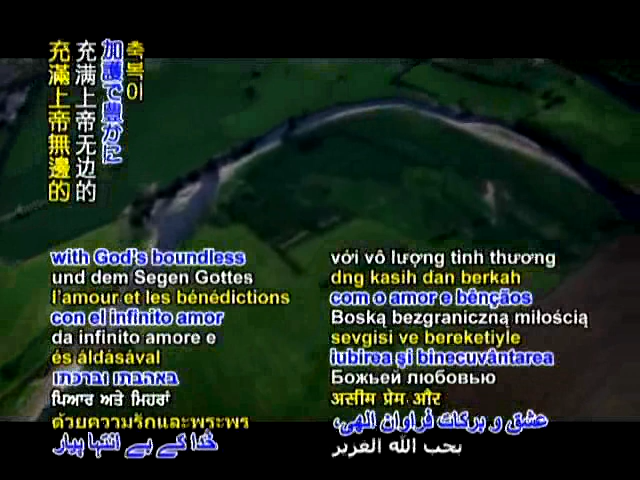 축복이
加護で豊かに
充满上帝无边的
充滿上帝無邊的
with God's boundless
und dem Segen Gottes
l'amour et les bénédictions
con el infinito amor
da infinito amore e
és áldásával
באהבתו וברכתו
ਪਿਆਰ ਅਤੇ ਮਿਹਰਾਂ
ด้วยความรักและพระพร
خُدا کے بے انتہا پیار
với vô lượng tình thương
dng kasih dan berkah
com o amor e bênçãos
Boską bezgraniczną miłością
sevgisi ve bereketiyle
iubirea şi binecuvântarea
Божьей любовью
असीम प्रेम और
عشق و برکات فراوان الهی،
بحب الله الغزير